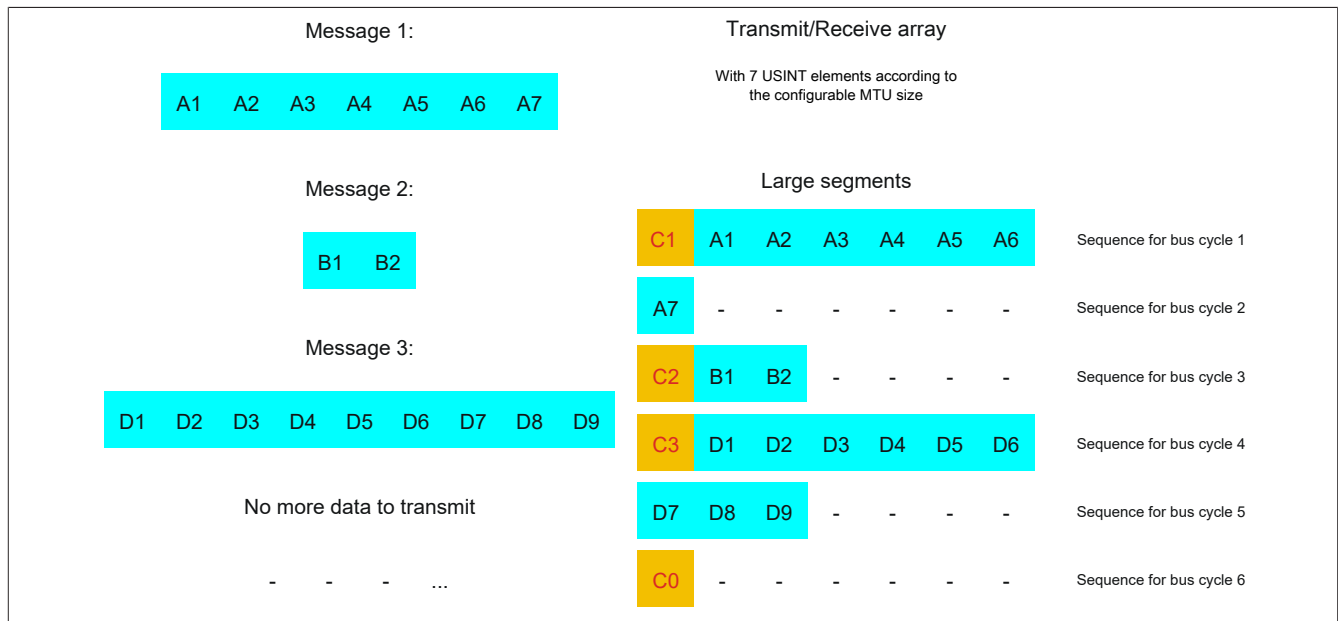 Message 1:
A1 A2 A3 A4 A5 A6 A7
Message 2:
B1 B2
Message 3:
D1 D2 D3 D4 D5 D6 D7 D8 D9
No more data to transmit
- - - ...
Transmit/Receive array
With 7 USINT elements according to
the configurable MTU size
Large segments
C1 A1 A2 A3 A4 A5 A6 Sequence for bus cycle 1
A7 - - - - - - Sequence for bus cycle 2
C2 B1 B2 - - - - Sequence for bus cycle 3
C3 D1 D2 D3 D4 D5 D6 Sequence for bus cycle 4
D7 D8 D9 - - - - Sequence for bus cycle 5
C0 - - - - - - Sequence for bus cycle 6